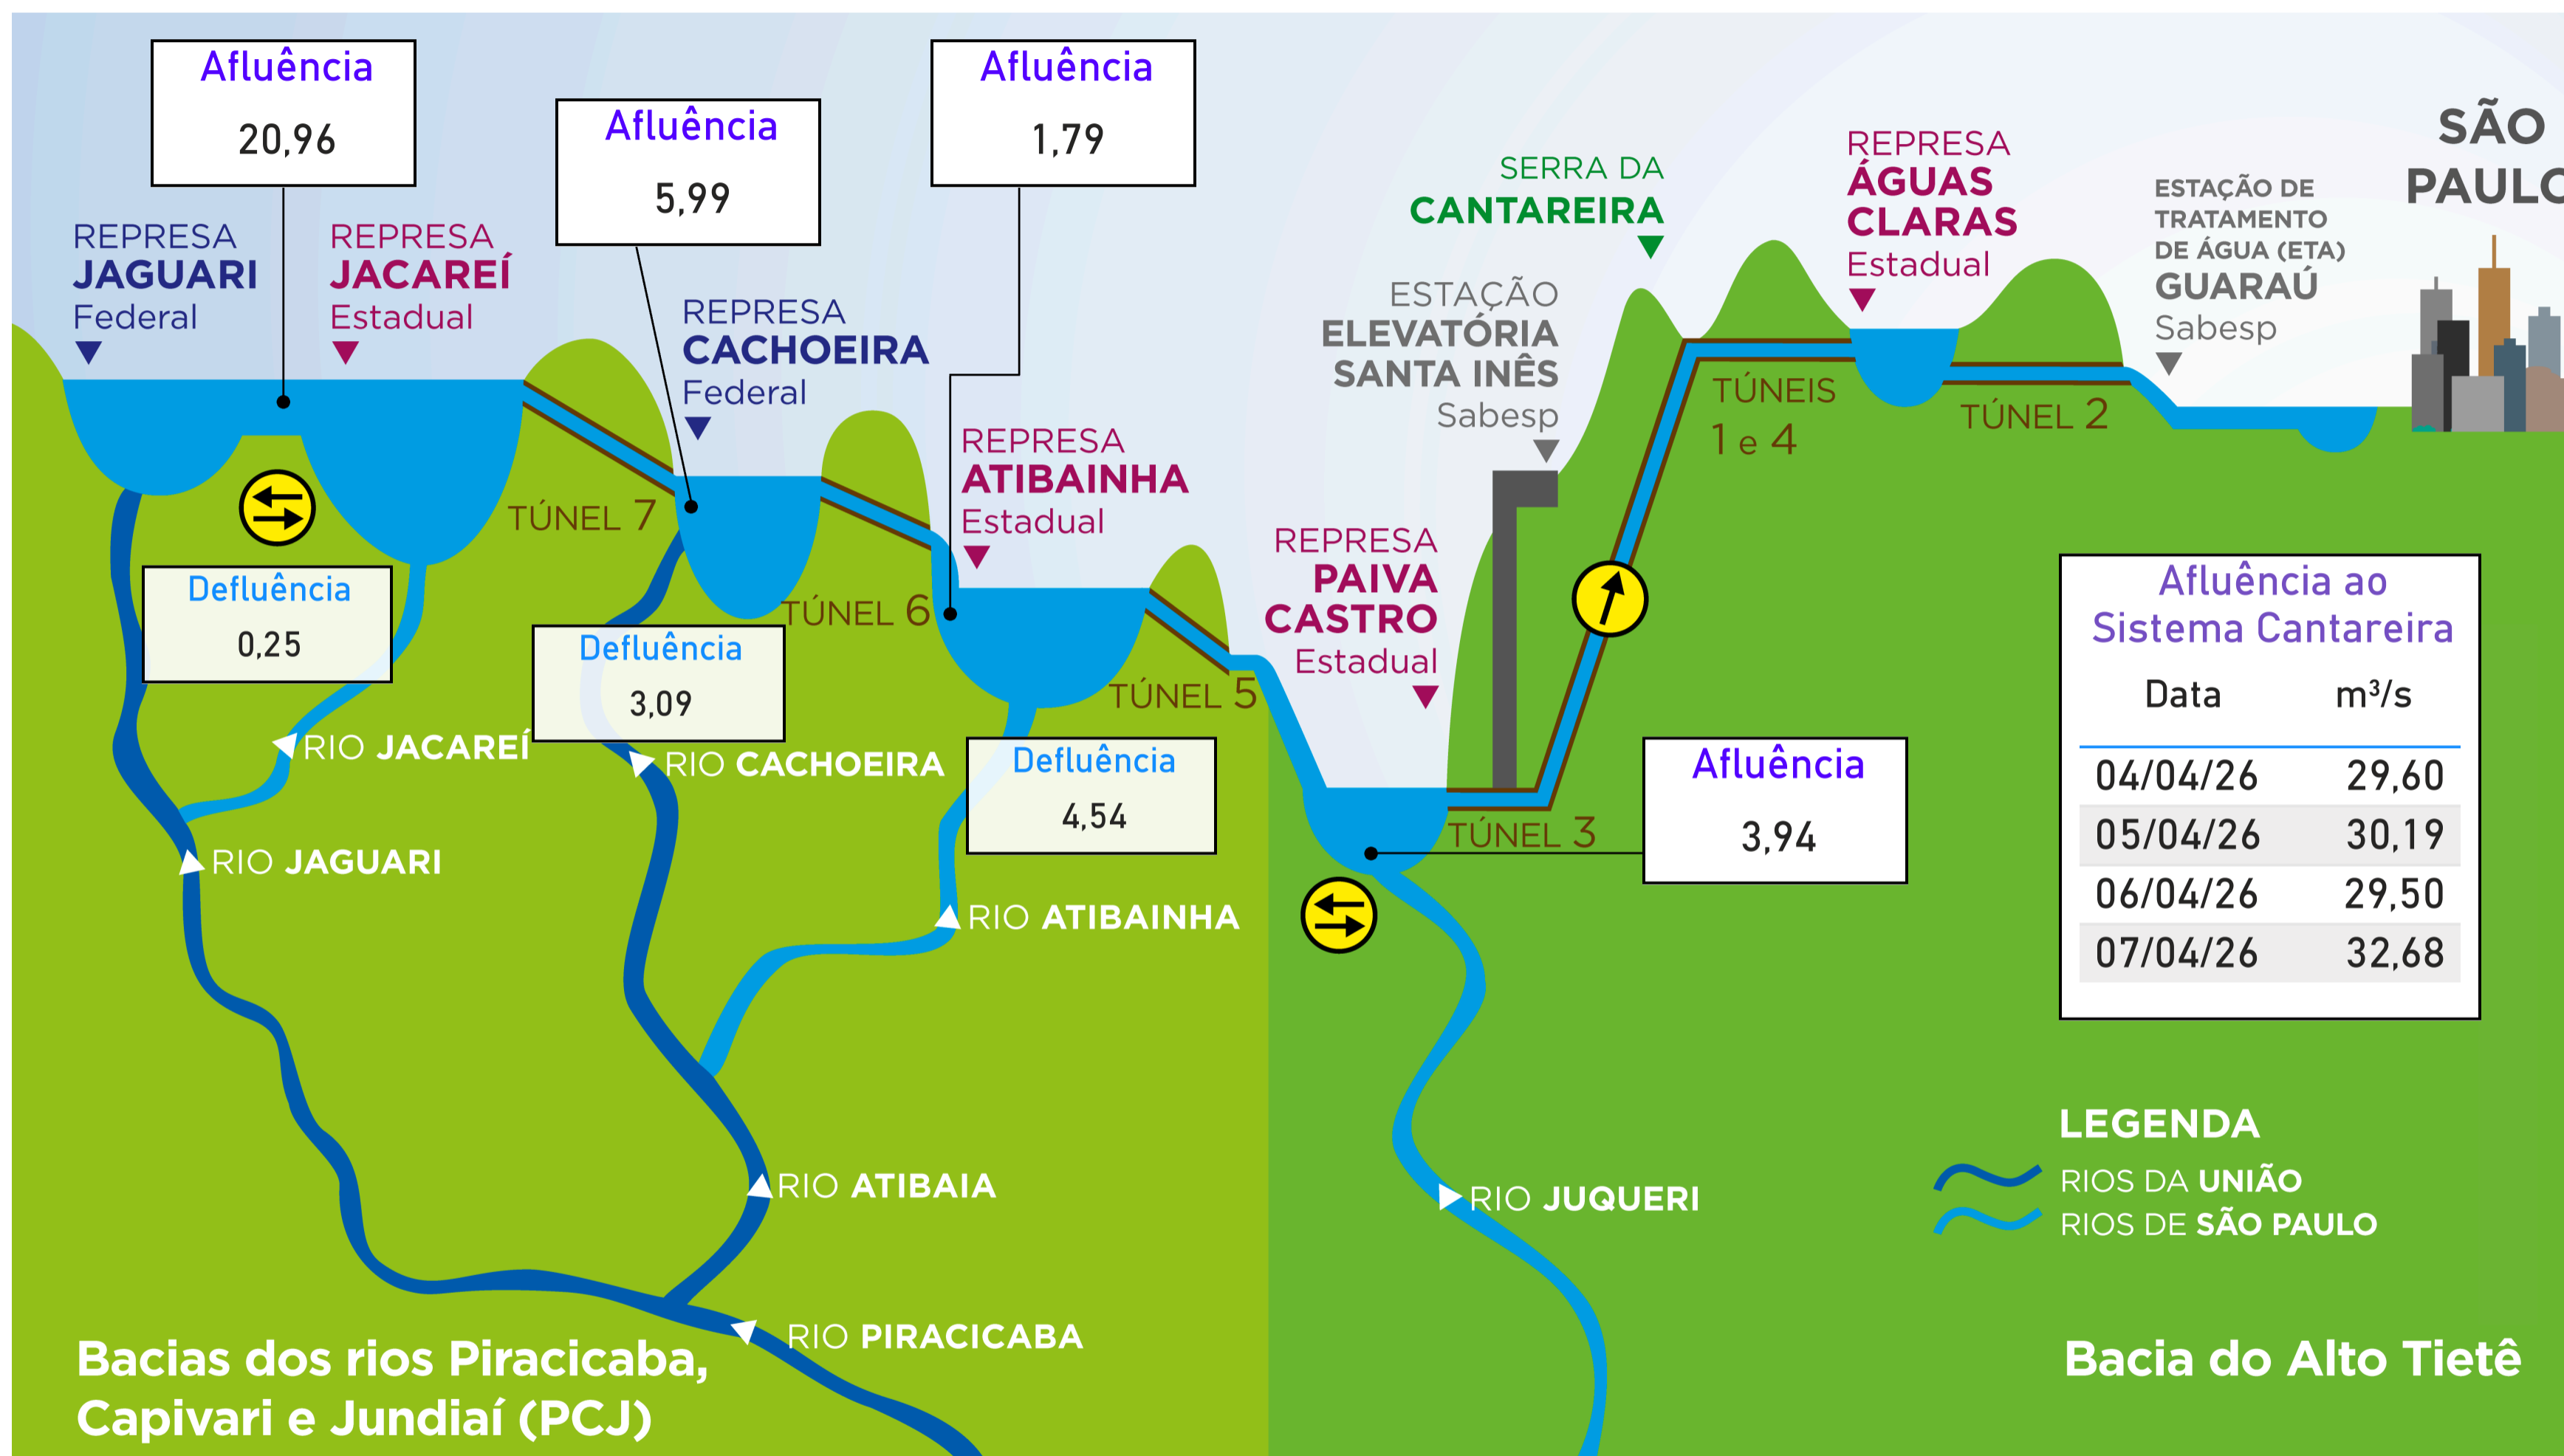 Afluência
20,96
Afluência
5,99
Afluência
1,79
REPRESA
JAGUARI
Federal
REPRESA
JACAREÍ
Estadual
REPRESA
CACHOEIRA
Federal
REPRESA
ATIBAINHA
Estadual
SERRA DA
CANTAREIRA
ESTAÇÃO
ELEVATÓRIA
SANTA INÊS
Sabesp
REPRESA
ÁGUAS
CLARAS
Estadual
ESTAÇÃO DE
TRATAMENTO
DE ÁGUA (ETA)
GUARAÚ
Sabesp
SÃO
PAULO
TÚNEL 7
TÚNEL 6
TÚNEL 5
REPRESA
PAIVA
CASTRO
Estadual
TÚNEIS
1 e 4
TÚNEL 2
TÚNEL 3
Defluência
0,25
Defluência
3,09
Defluência
4,54
Afluência
3,94
Afluência ao
Sistema Cantareira
Data m³/s
04/04/26 29,60
05/04/26 30,19
06/04/26 29,50
07/04/26 32,68
RIO JACAREÍ
RIO CACHOEIRA
RIO JAGUARI
RIO ATIBAINHA
RIO ATIBAIA
RIO JUQUERI
RIO PIRACICABA
LEGENDA
RIOS DA UNIÃO
RIOS DE SÃO PAULO
Bacias dos rios Piracicaba,
Capivari e Jundiaí (PCJ)
Bacia do Alto Tietê